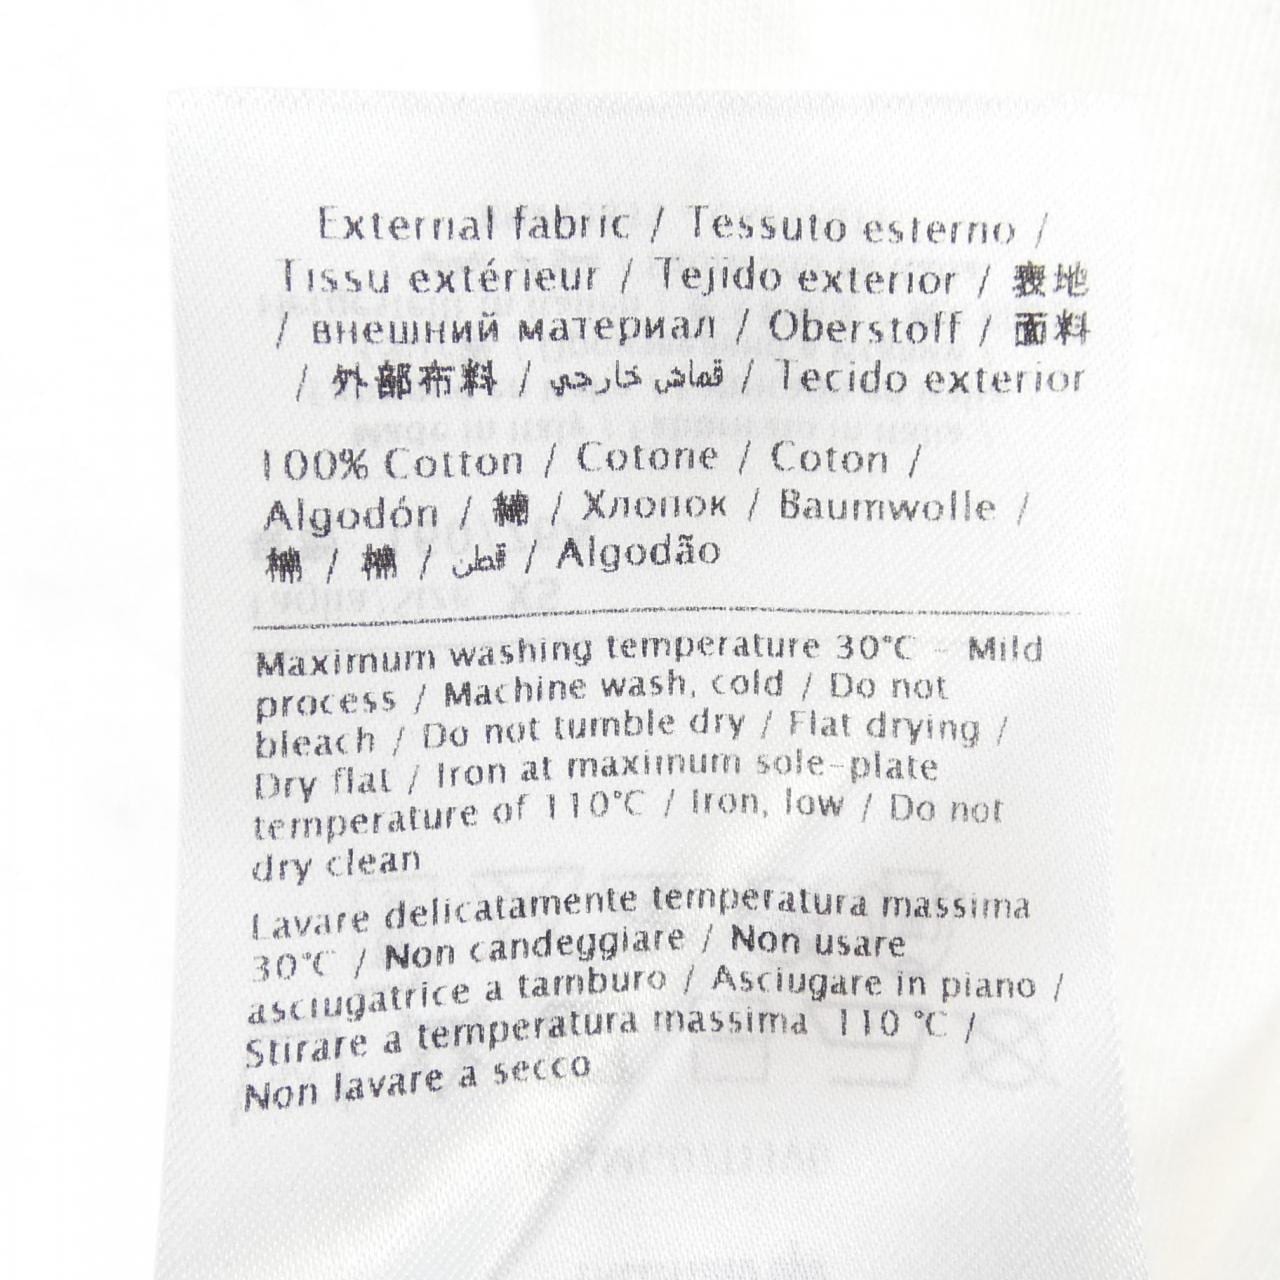 External fabric / Tessuto esterno /
Tissu extérieur / Tejido exterior / 表地
/ внешний материал / Oberstoff / 面料
/ 外部布料 / قماش خارجي / Tecido exterior
100% Cotton / Cotone / Coton /
Algodón / 綿 / Хлопок / Baumwolle /
棉 / 棉 / قطن / Algodão
Maximum washing temperature 30°C - Mild
process / Machine wash, cold / Do not
bleach / Do not tumble dry / Flat drying /
Dry flat / Iron at maximum sole-plate
temperature of 110°C / Iron, low / Do not
dry clean
Lavare delicatamente temperatura massima
30°C / Non candeggiare / Non usare
asciugatrice a tamburo / Asciugare in piano /
Stirare a temperatura massima 110 °C /
Non lavare a secco